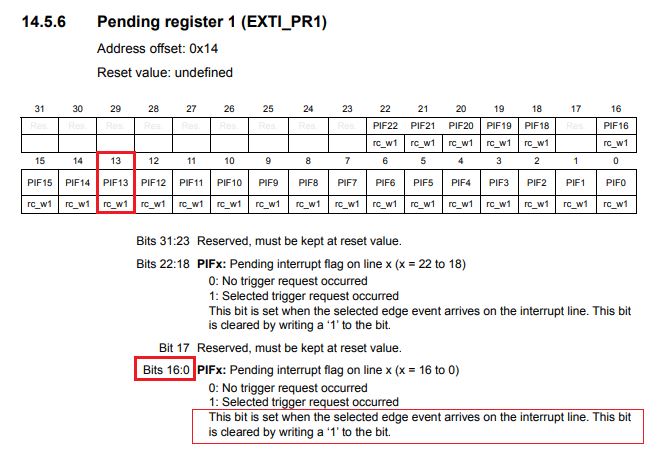 14.5.6 Pending register 1 (EXTI_PR1)
Address offset: 0x14
Reset value: undefined
31 30 29 28 27 26 25 24 23 22 21 20 19 18 17 16
Res. Res. Res. Res. Res. Res. Res. Res. Res. PIF22 PIF21 PIF20 PIF19 PIF18 Res. PIF16
rc_w1 rc_w1 rc_w1 rc_w1 rc_w1 rc_w1
15 14 13 12 11 10 9 8 7 6 5 4 3 2 1 0
PIF15 PIF14 PIF13 PIF12 PIF11 PIF10 PIF9 PIF8 PIF7 PIF6 PIF5 PIF4 PIF3 PIF2 PIF1 PIF0
rc_w1 rc_w1 rc_w1 rc_w1 rc_w1 rc_w1 rc_w1 rc_w1 rc_w1 rc_w1 rc_w1 rc_w1 rc_w1 rc_w1 rc_w1 rc_w1
Bits 31:23 Reserved, must be kept at reset value.
Bits 22:18 PIFx: Pending interrupt flag on line x (x = 22 to 18)
0: No trigger request occurred
1: Selected trigger request occurred
This bit is set when the selected edge event arrives on the interrupt line. This bit
is cleared by writing a ‘1’ to the bit.
Bit 17 Reserved, must be kept at reset value.
Bits 16:0 PIFx: Pending interrupt flag on line x (x = 16 to 0)
0: No trigger request occurred
1: Selected trigger request occurred
This bit is set when the selected edge event arrives on the interrupt line. This bit
is cleared by writing a ‘1’ to the bit.